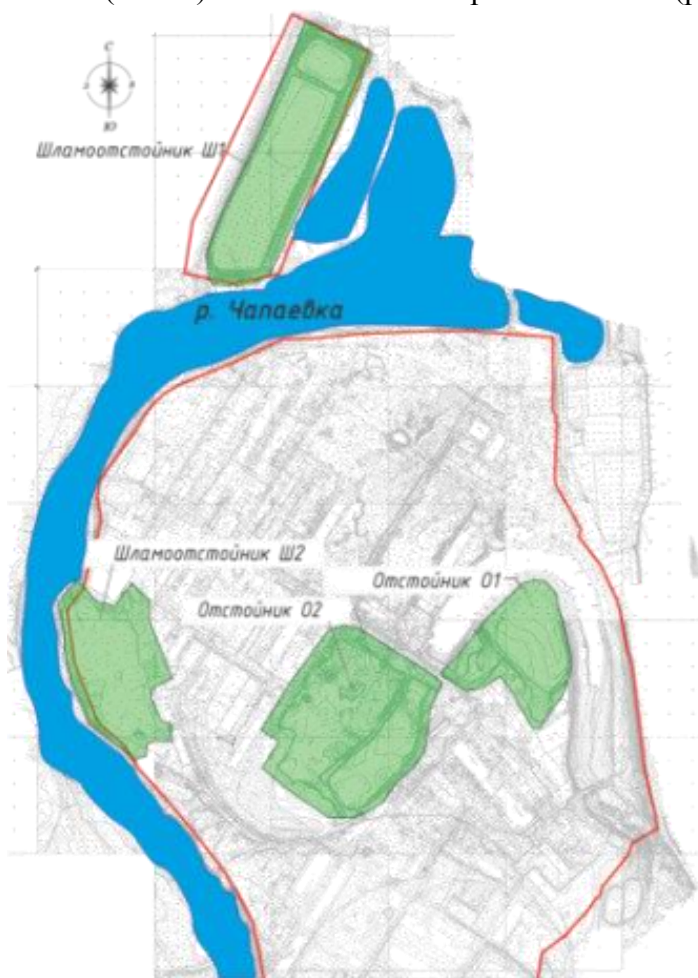 С
Ю
Шламоотстойник Ш1
р. Чапаевка
Шламоотстойник Ш2
Отстойник О1
Отстойник О2